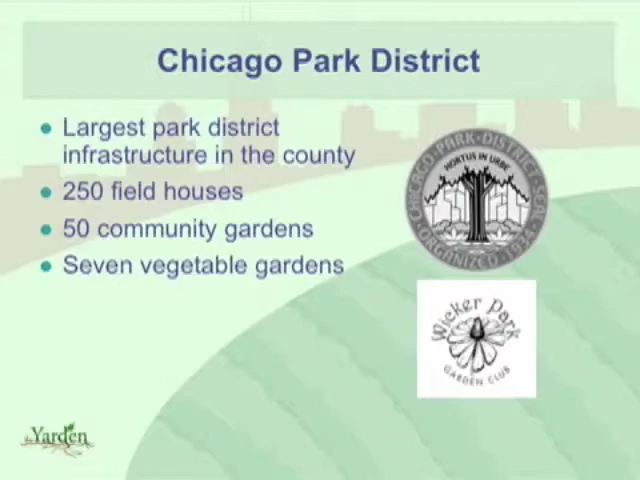 Chicago Park District
Largest park district
infrastructure in the county
250 field houses
50 community gardens
Seven vegetable gardens
CHICAGO·PARK·DISTRICT·SEAL
HORTUS IN URBE
ORGANIZED 1934
Wicker Park
GARDEN CLUB
Yarden